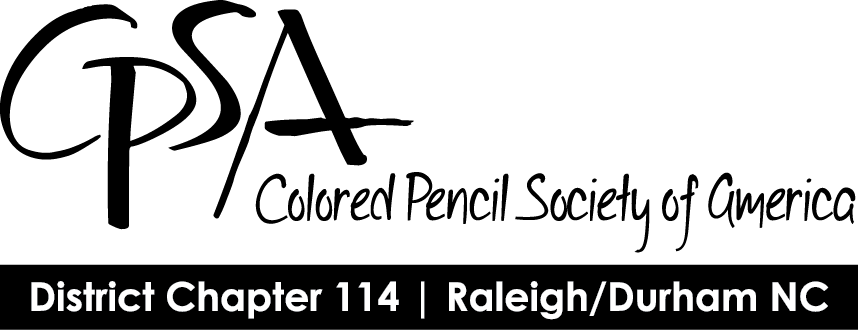 CPSA
Colored Pencil Society of America
District Chapter 114 | Raleigh/Durham NC